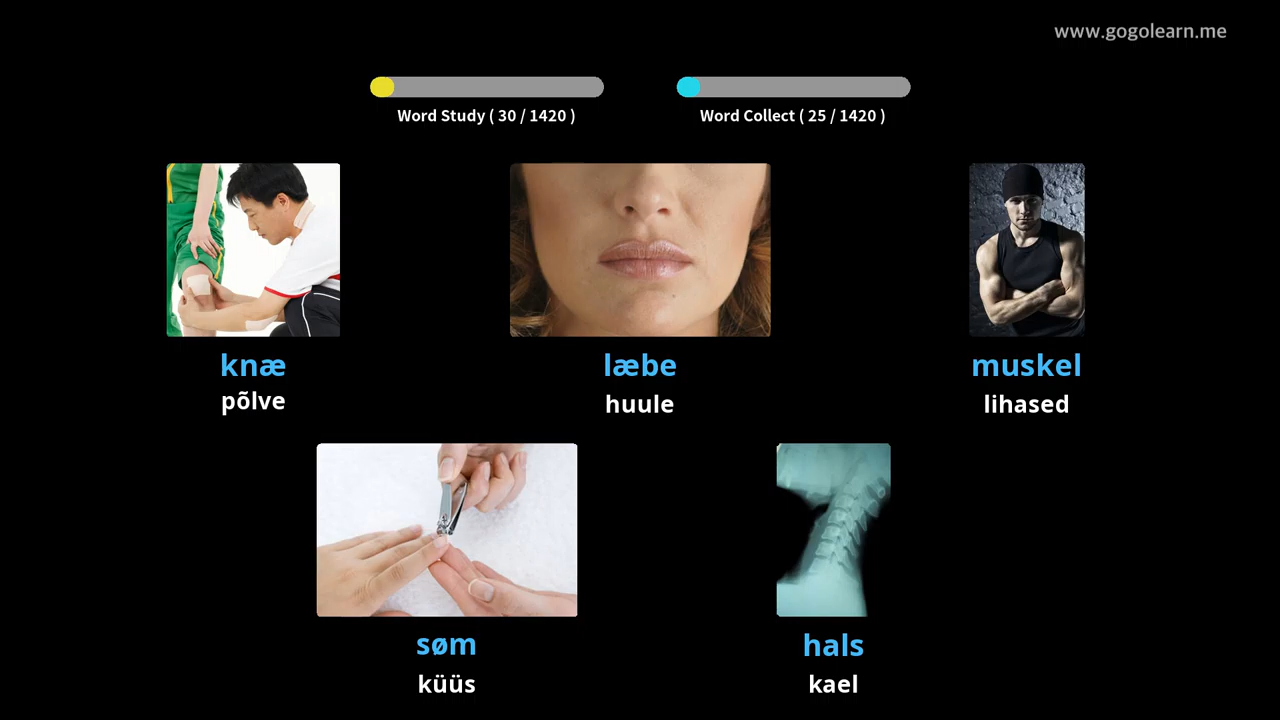 www.gogolearn.me
Word Study ( 30 / 1420 )
Word Collect ( 25 / 1420 )
knæ
põlve
læbe
huule
muskel
lihased
søm
küüs
hals
kael